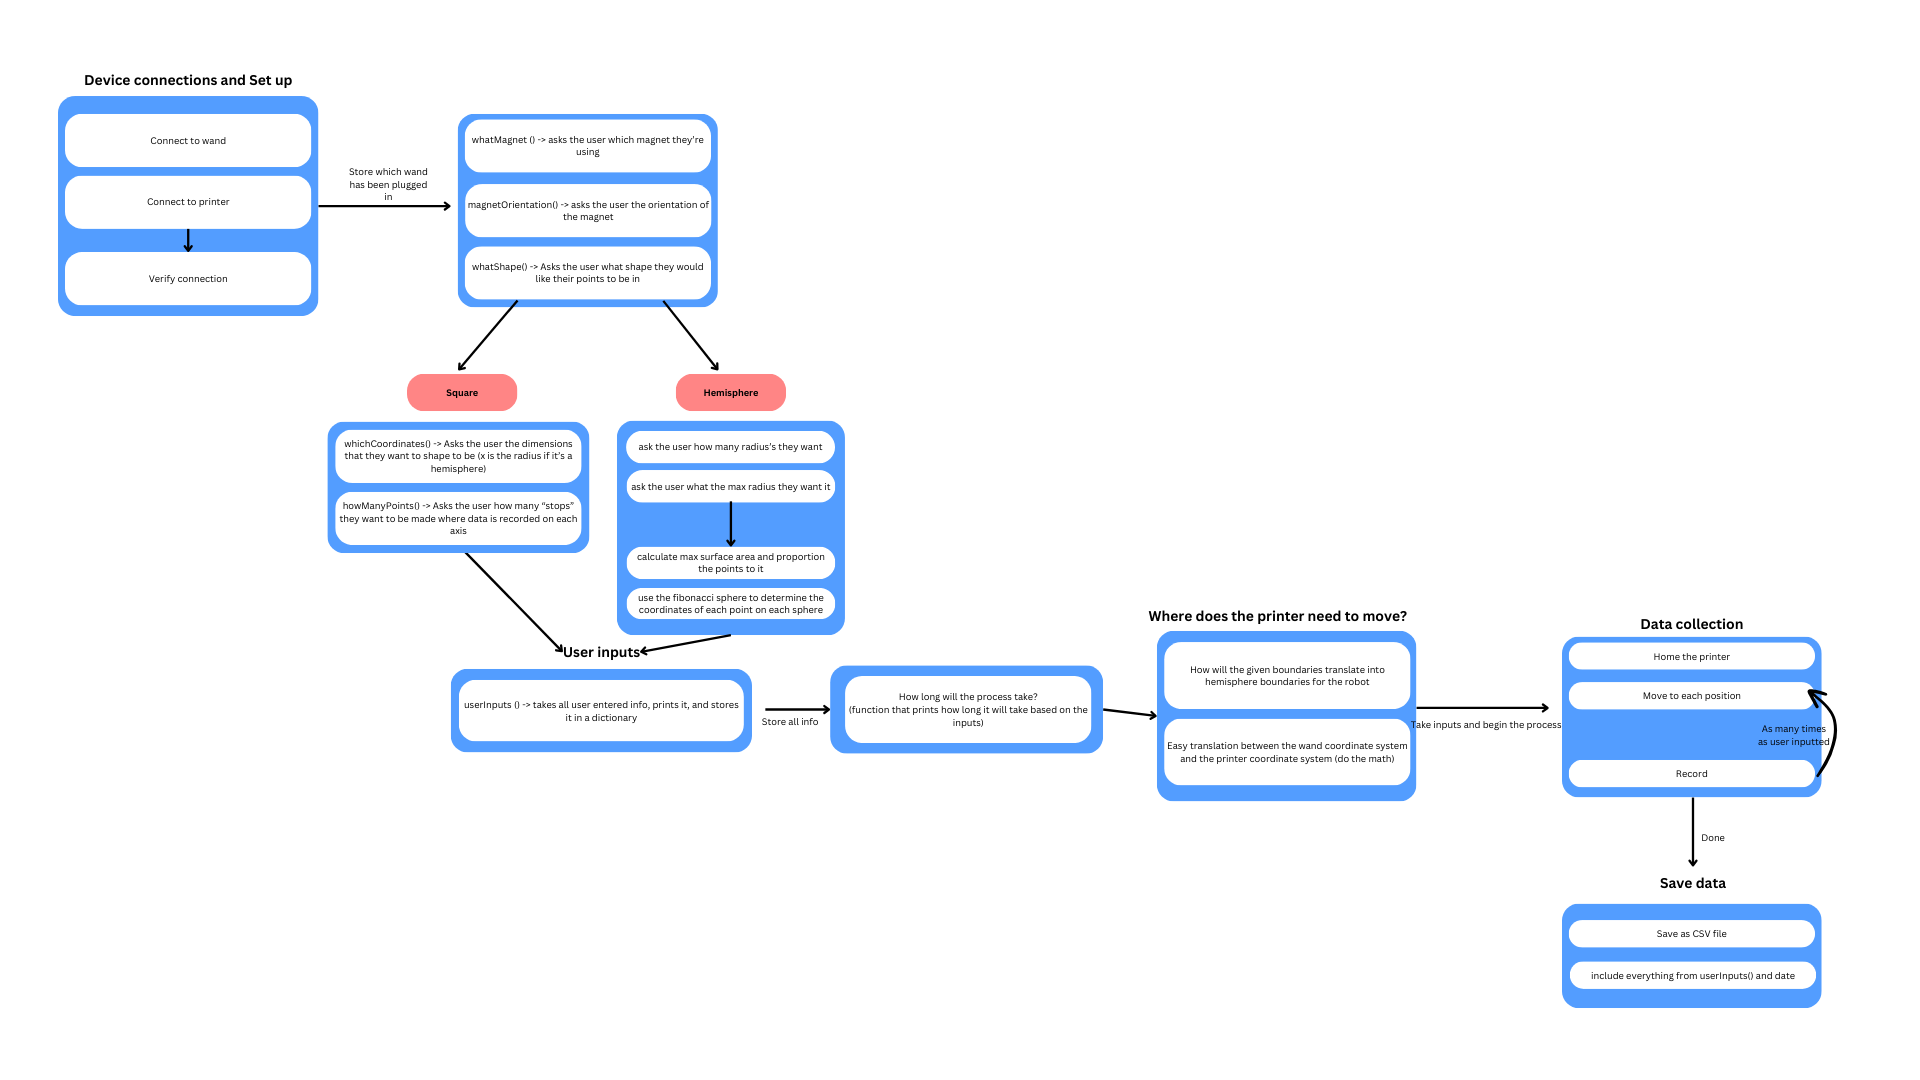 Device connections and Set up
Connect to wand
Connect to printer
Verify connection
Store which wand
has been plugged
in
whatMagnet () -> asks the user which magnet they're
using
magnetOrientation() -> asks the user the orientation of
the magnet
whatShape() -> Asks the user what shape they would
like their points to be in
Square
whichCoordinates() -> Asks the user the dimensions
that they want to shape to be (x is the radius if it's a
hemisphere)
howManyPoints() -> Asks the user how many “stops”
they want to be made where data is recorded on each
axis
Hemisphere
ask the user how many radius's they want
ask the user what the max radius they want it
calculate max surface area and proportion
the points to it
use the fibonacci sphere to determine the
coordinates of each point on each sphere
User inputs
userInputs () -> takes all user entered info, prints it, and stores
it in a dictionary
Store all info
How long will the process take?
(function that prints how long it will take based on the
inputs)
Where does the printer need to move?
How will the given boundaries translate into
hemisphere boundaries for the robot
Easy translation between the wand coordinate system
and the printer coordinate system (do the math)
Take inputs and begin the process
Data collection
Home the printer
Move to each position
As many times
as user inputted
Record
Done
Save data
Save as CSV file
include everything from userInputs() and date